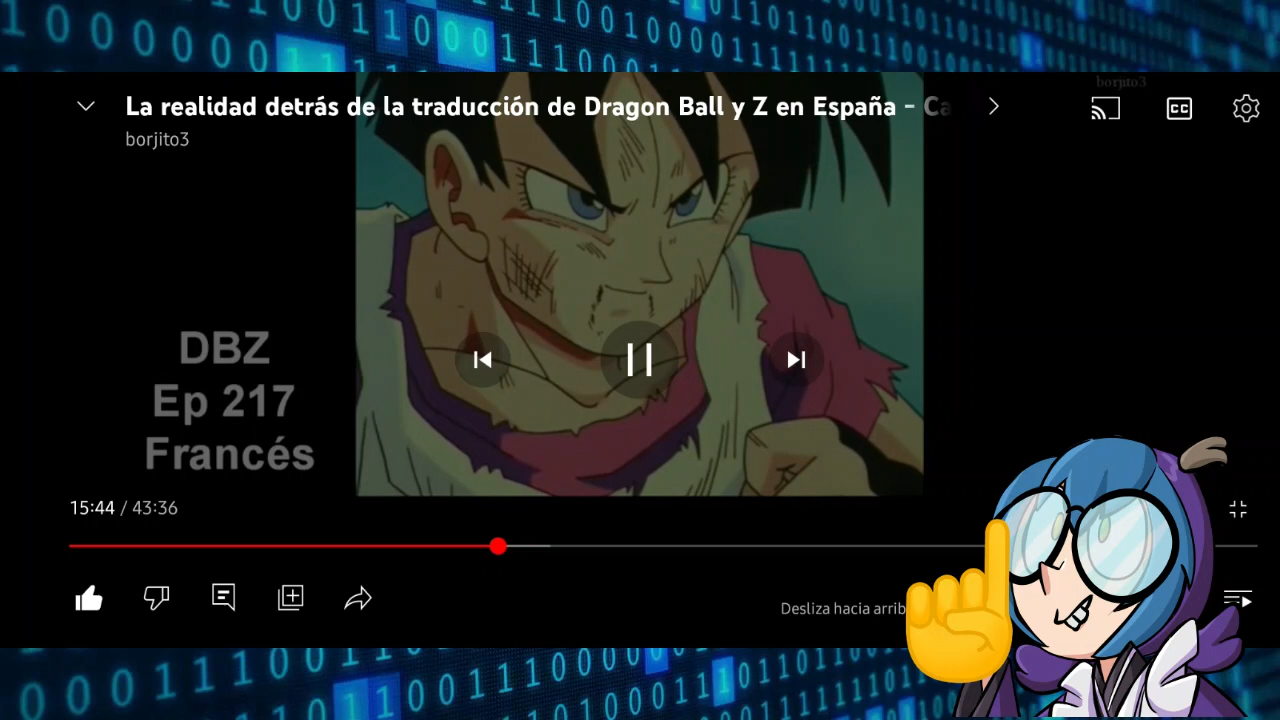 borjito3
La realidad detrás de la traducción de Dragon Ball y Z en España - Ca
CC
borjito3
DBZ
Ep 217
Francés
15:44 / 43:36
Desliza hacia arrib